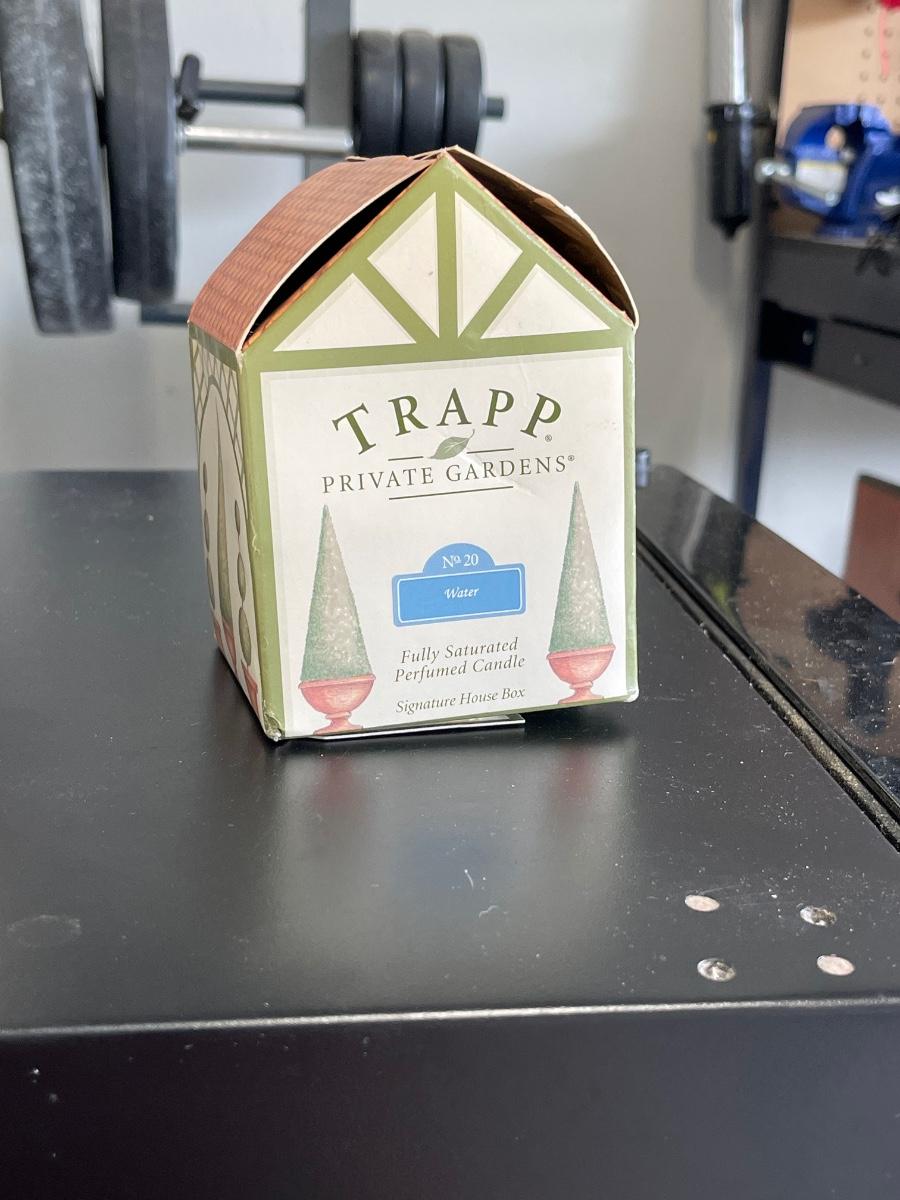 TRAPP®
PRIVATE GARDENS®
Nº 20
Water
Fully Saturated
Perfumed Candle
Signature House Box